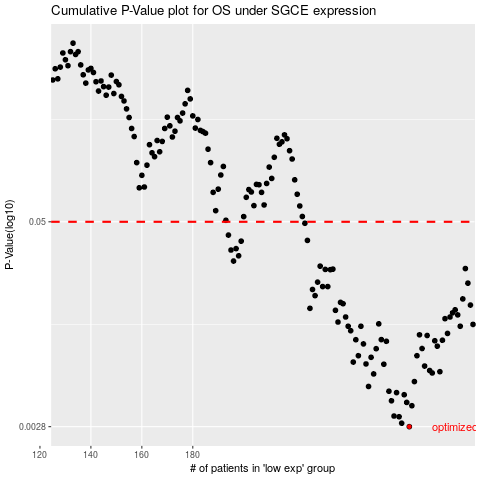 Cumulative P-Value plot for OS under SGCE expression
P-Value(log10)
0.05
0.0028
optimized
120 140 160 180
# of patients in 'low exp' group